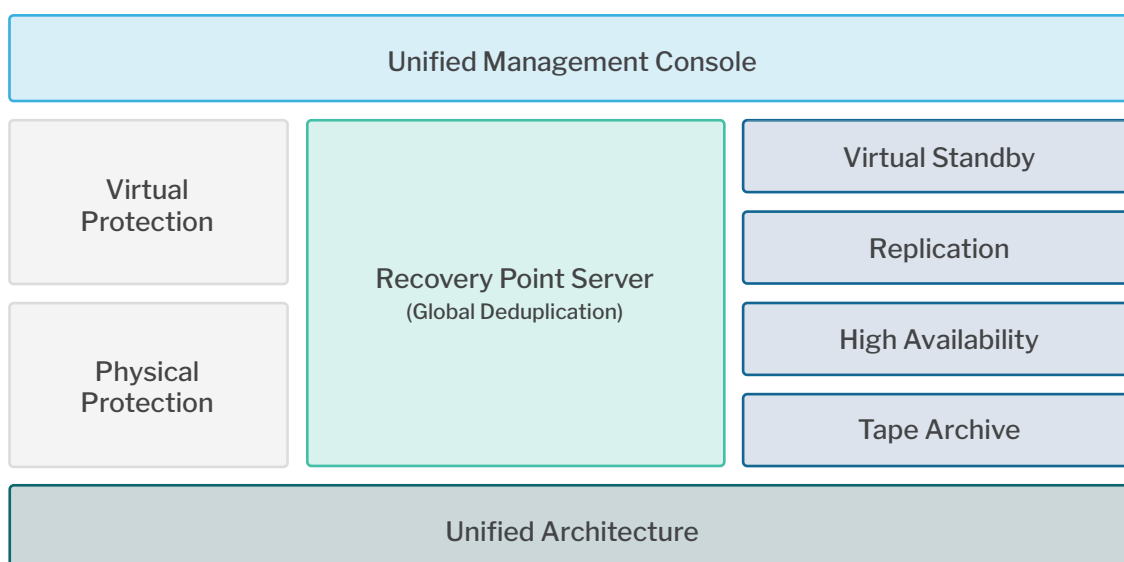 Unified Management Console
Virtual
Protection
Physical
Protection
Recovery Point Server
(Global Deduplication)
Virtual Standby
Replication
High Availability
Tape Archive
Unified Architecture